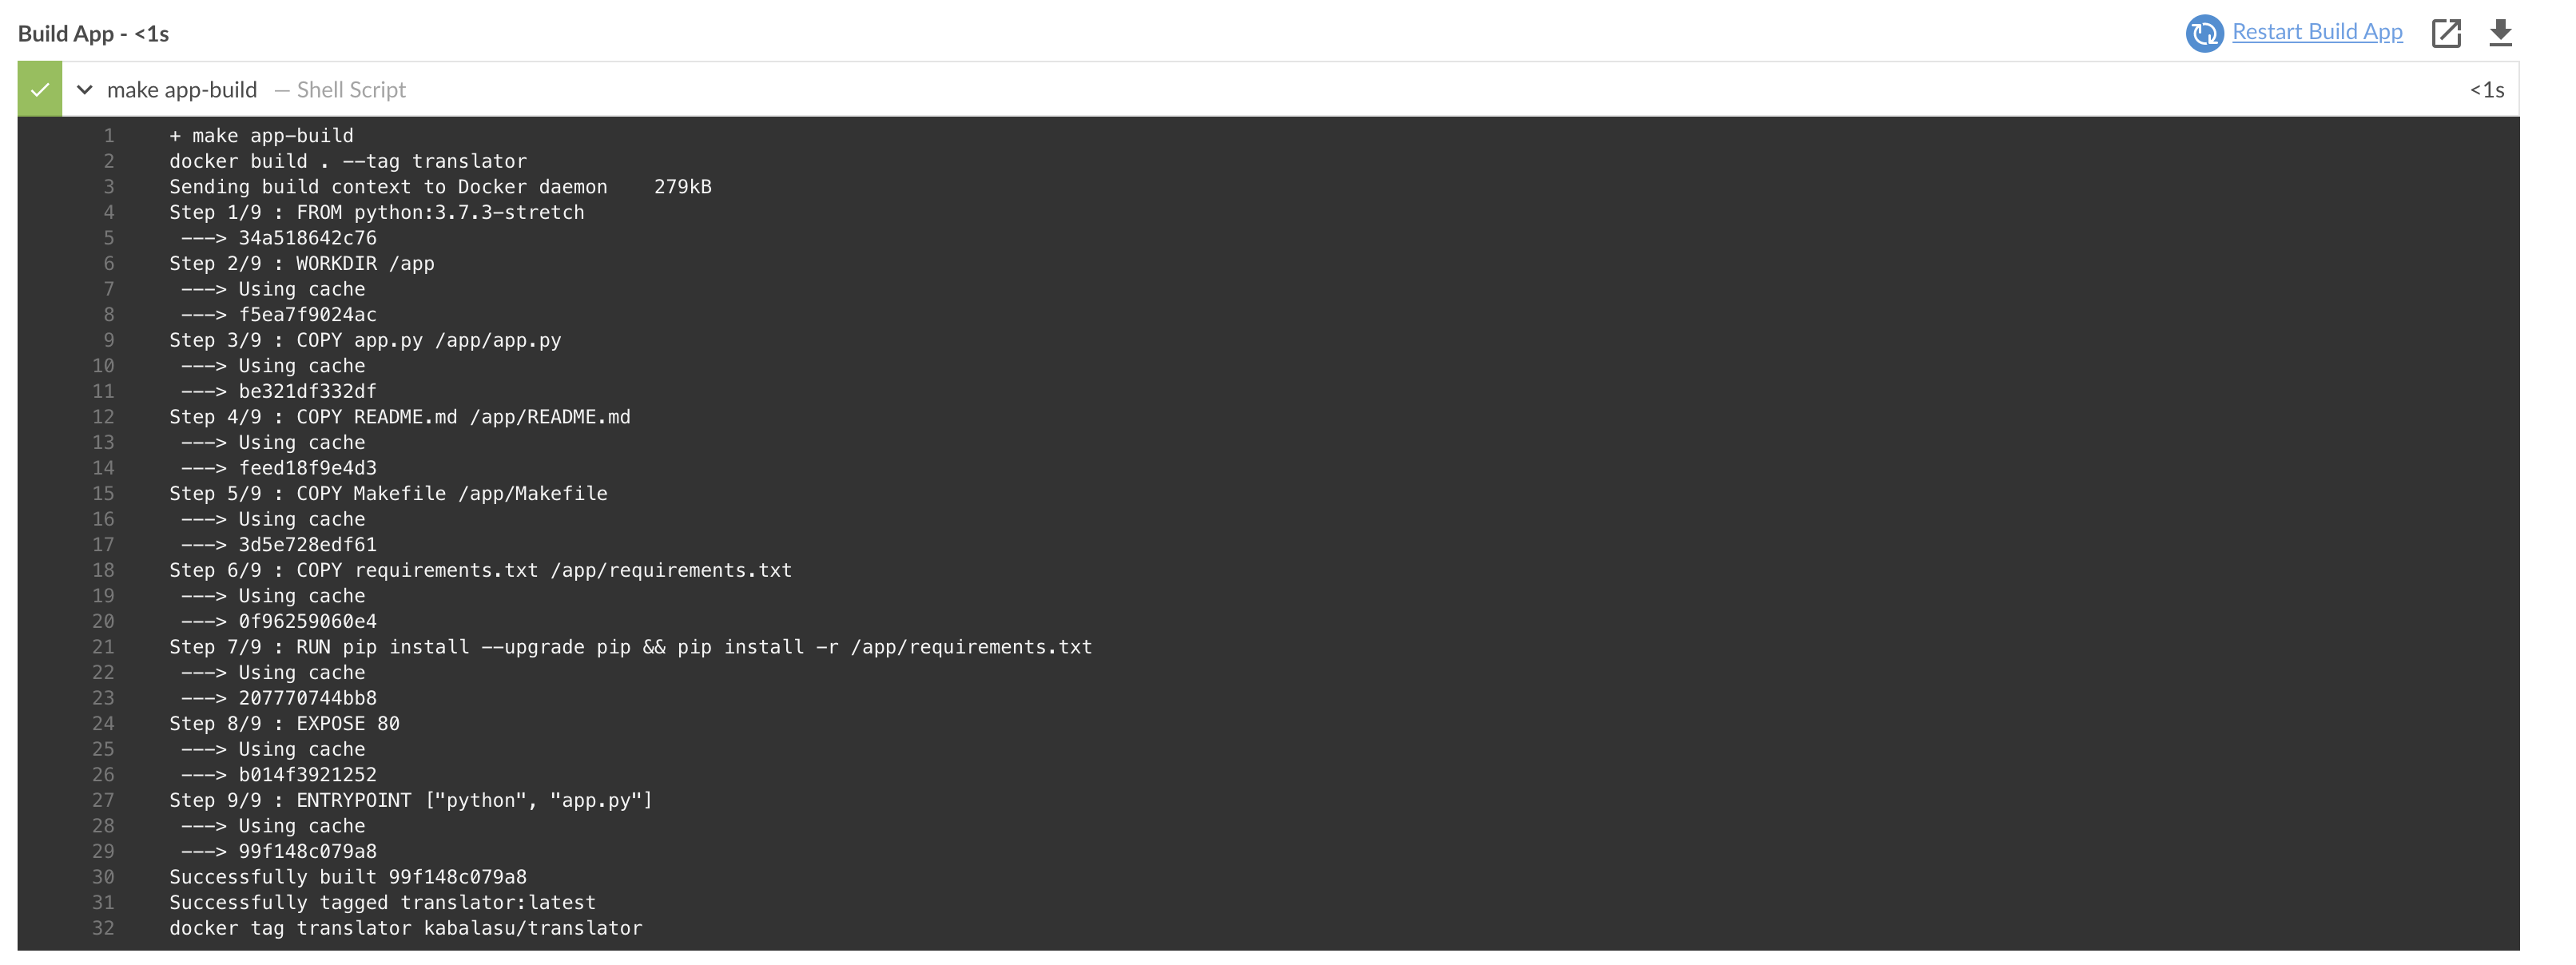 Build App - <1s
Restart Build App
make app-build — Shell Script
<1s
1 + make app-build
2 docker build . --tag translator
3 Sending build context to Docker daemon    279kB
4 Step 1/9 : FROM python:3.7.3-stretch
5  ---> 34a518642c76
6 Step 2/9 : WORKDIR /app
7  ---> Using cache
8  ---> f5ea7f9024ac
9 Step 3/9 : COPY app.py /app/app.py
10  ---> Using cache
11  ---> be321df332df
12 Step 4/9 : COPY README.md /app/README.md
13  ---> Using cache
14  ---> feed18f9e4d3
15 Step 5/9 : COPY Makefile /app/Makefile
16  ---> Using cache
17  ---> 3d5e728edf61
18 Step 6/9 : COPY requirements.txt /app/requirements.txt
19  ---> Using cache
20  ---> 0f96259060e4
21 Step 7/9 : RUN pip install --upgrade pip && pip install -r /app/requirements.txt
22  ---> Using cache
23  ---> 207770744bb8
24 Step 8/9 : EXPOSE 80
25  ---> Using cache
26  ---> b014f3921252
27 Step 9/9 : ENTRYPOINT ["python", "app.py"]
28  ---> Using cache
29  ---> 99f148c079a8
30 Successfully built 99f148c079a8
31 Successfully tagged translator:latest
32 docker tag translator kabalasu/translator